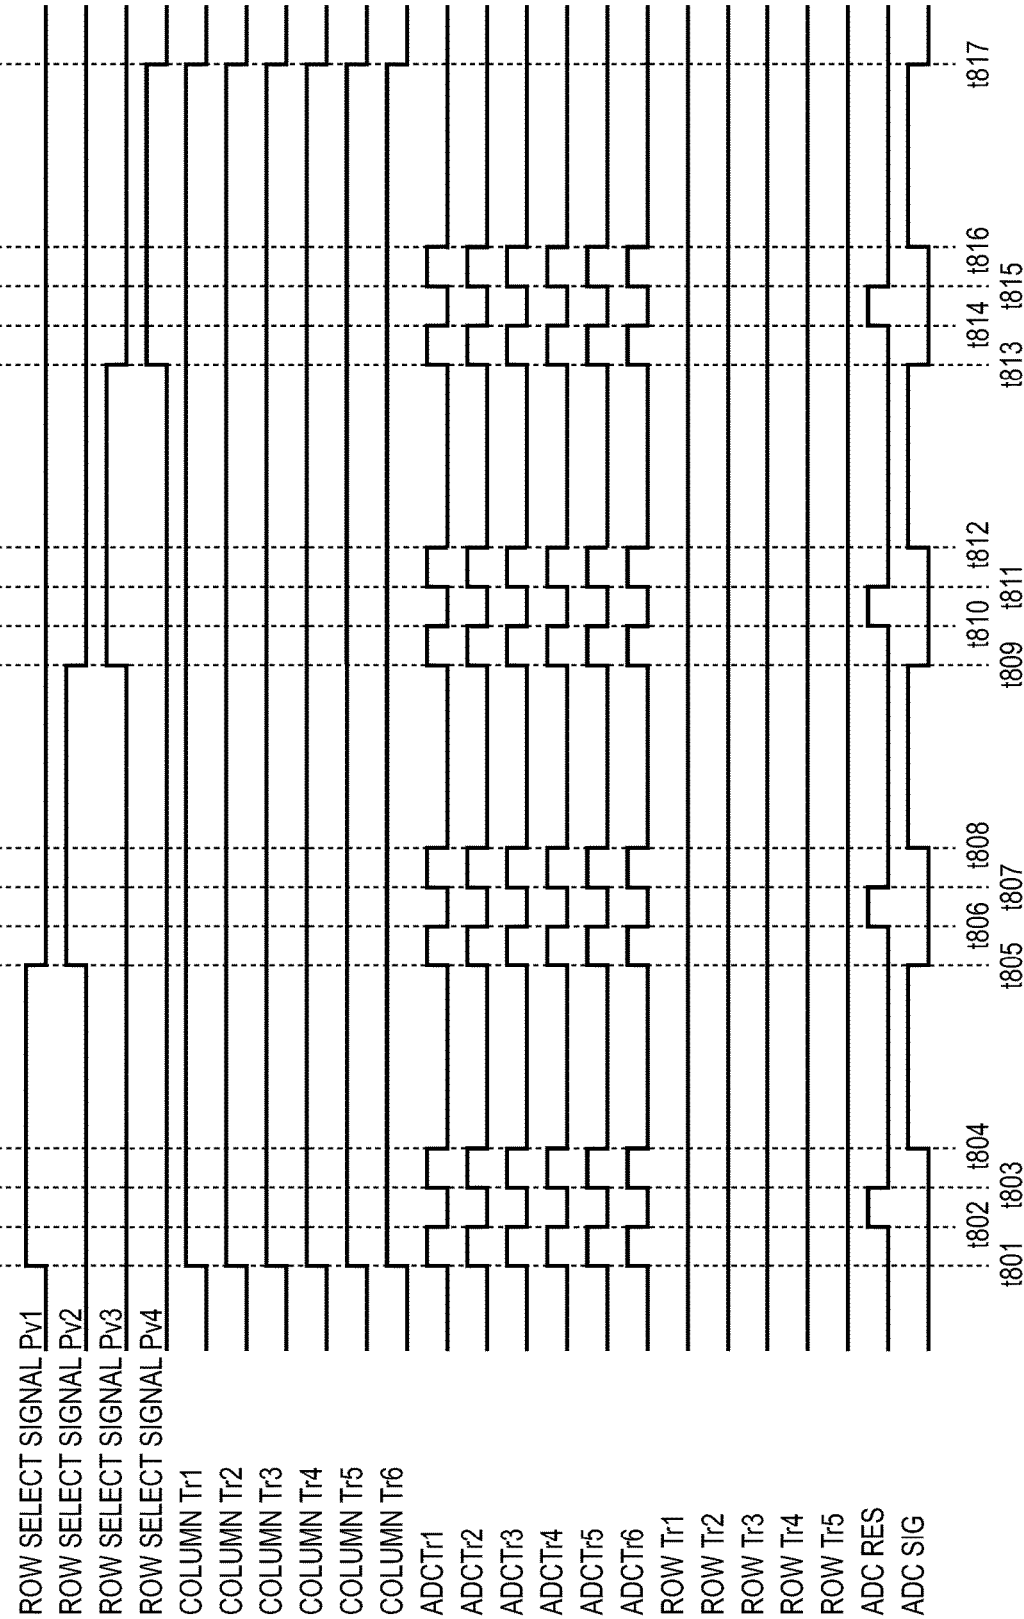 ROW SELECT SIGNAL Pv1
ROW SELECT SIGNAL Pv2
ROW SELECT SIGNAL Pv3
ROW SELECT SIGNAL Pv4
COLUMN Tr1
COLUMN Tr2
COLUMN Tr3
COLUMN Tr4
COLUMN Tr5
COLUMN Tr6
ADCTr1
ADCTr2
ADCTr3
ADCTr4
ADCTr5
ADCTr6
ROW Tr1
ROW Tr2
ROW Tr3
ROW Tr4
ROW Tr5
ADC RES
ADC SIG
t801
t802
t803
t804
t805
t806
t807
t808
t809
t810
t811
t812
t813
t814
t815
t816
t817